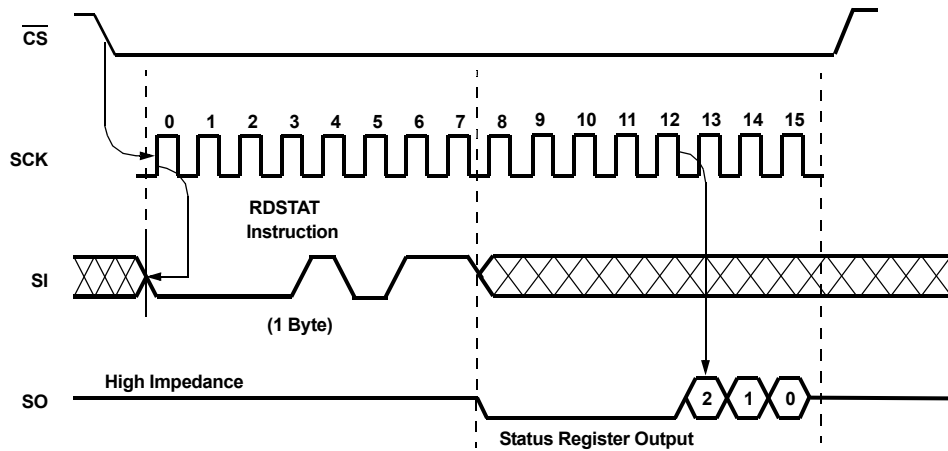 CS
0 1 2 3 4 5 6 7 8 9 10 11 12 13 14 15
SCK
RDSTAT
Instruction
SI
(1 Byte)
High Impedance
SO
2 1 0
Status Register Output